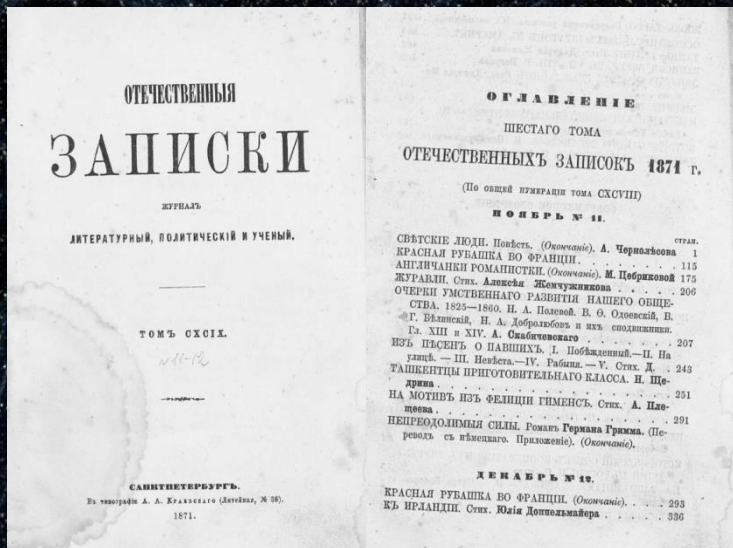 ОТЕЧЕСТВЕННЫЯ
ЗАПИСКИ
ЖУРНАЛЪ
ЛИТЕРАТУРНЫЙ, ПОЛИТИЧЕСКІЙ И УЧЕНЫЙ.
ТОМЪ CXCIX.
№11-12
САНКТПЕТЕРБУРГЪ.
Въ типографіи А. А. Краевскаго (Литейная, № 38).
1871.
ОГЛАВЛЕНІЕ
ШЕСТАГО ТОМА
ОТЕЧЕСТВЕННЫХЪ ЗАПИСОКЪ 1871 г.
(По общей нумераціи тома CXCVIII)
НОЯБРЬ № 11.
СТРАН.
СВѢТСКІЕ ЛЮДИ. Повѣсть. (Окончаніе). А. Чернолѣсова 1
КРАСНАЯ РУБАШКА ВО ФРАНЦІИ. . . . . . . . 115
АНГЛИЧАНКИ РОМАНИСТКИ. (Окончаніе). М. Цебриковой 175
ЖУРАВЛИ. Стих. Алексѣя Жемчужникова . . . . . 206
ОЧЕРКИ УМСТВЕННАГО РАЗВИТІЯ НАШЕГО ОБЩЕ-
СТВА. 1825—1860. Н. А. Полевой. В. Ѳ. Одоевскій, В.
Г. Бѣлинскій, Н. А. Добролюбовъ и ихъ сподвижники.
Гл. XIII и XIV. А. Скабичевскаго . . . . . . . 207
ИЗЪ ПѢСЕНЪ О ПАВШИХЪ. I. Побѣжденный.—II. На
улицѣ. — III. Невѣста.—IV. Рабыня. — V. Стих. Д. . 243
ТАШКЕНТЦЫ ПРИГОТОВИТЕЛЬНАГО КЛАССА. Н. Ще-
дрина . . . . . . . . . . . . . . . 251
НА МОТИВЪ ИЗЪ ФЕЛИЦІИ ГИМЕНСЪ. Стих. А. Пле-
щеева . . . . . . . . . . . . . . . 291
НЕПРЕОДОЛИМЫЯ СИЛЫ. Романъ Германа Гримма. (Пе-
реводъ съ нѣмецкаго. Приложеніе). (Окончаніе).
ДЕКАБРЬ № 12.
КРАСНАЯ РУБАШКА ВО ФРАНЦІИ. (Окончаніе). . . . 293
КЪ ИРЛАНДІИ. Стих. Юлія Доппельмайера . . . . . 336